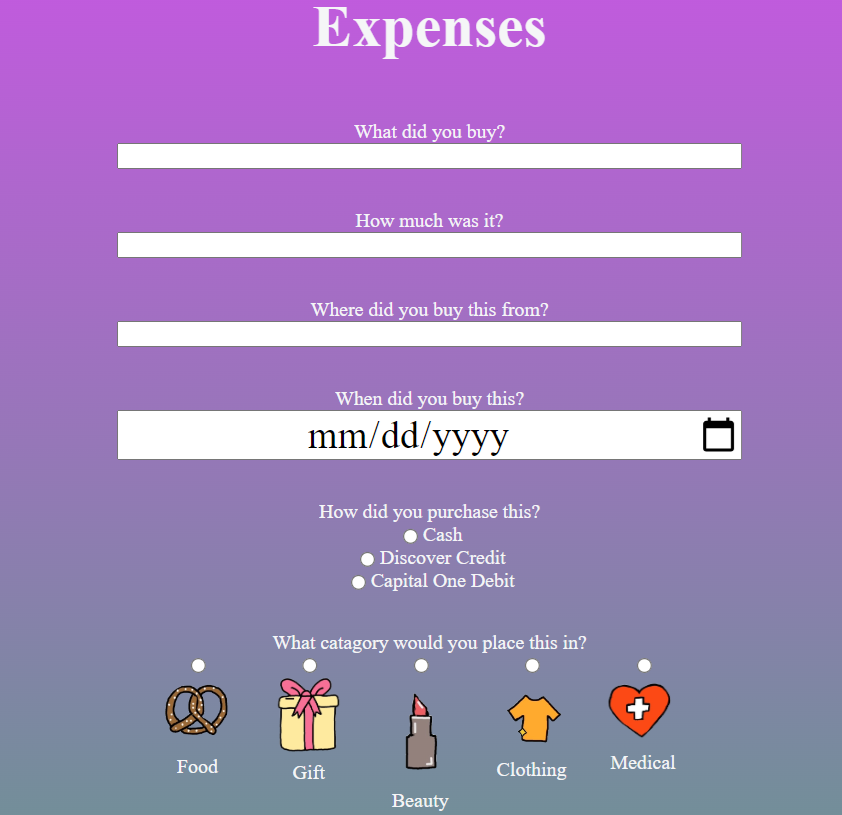 Expenses
What did you buy?
How much was it?
Where did you buy this from?
When did you buy this?
mm/dd/yyyy
How did you purchase this?
Cash
Discover Credit
Capital One Debit
What catagory would you place this in?
Food
Gift
Beauty
Clothing
Medical